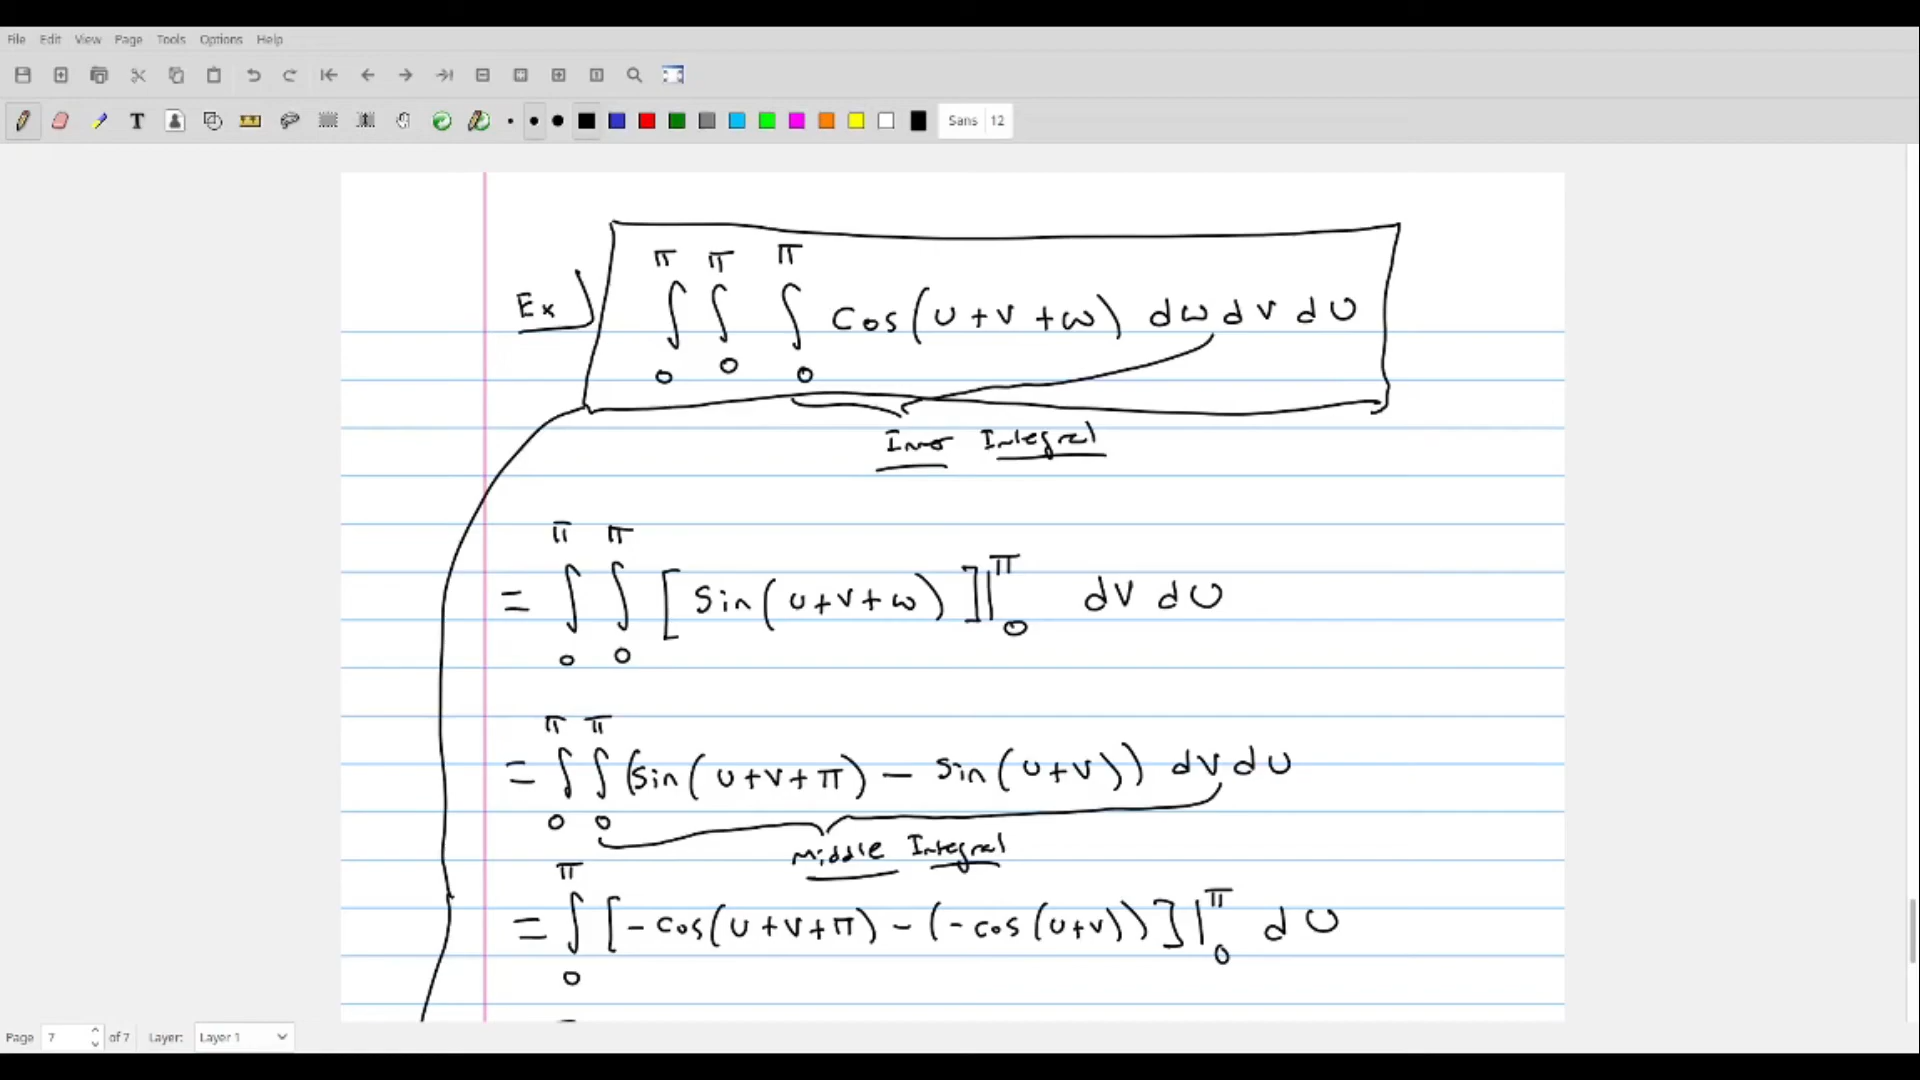 File Edit View Page Tools Options Help
Sans 12
Ex
π π π
∫ ∫ ∫ cos(u+v+w) dw dv du
0 0 0
Inner Integral
π π
= ∫ ∫ [sin(u+v+w)]|_0^π dv du
0 0
π π
= ∫ ∫ (sin(u+v+π) − sin(u+v)) dv du
0 0
Middle Integral
π
= ∫ [−cos(u+v+π) − (−cos(u+v))]|_0^π du
0
Page 7 of 7 Layer: Layer 1